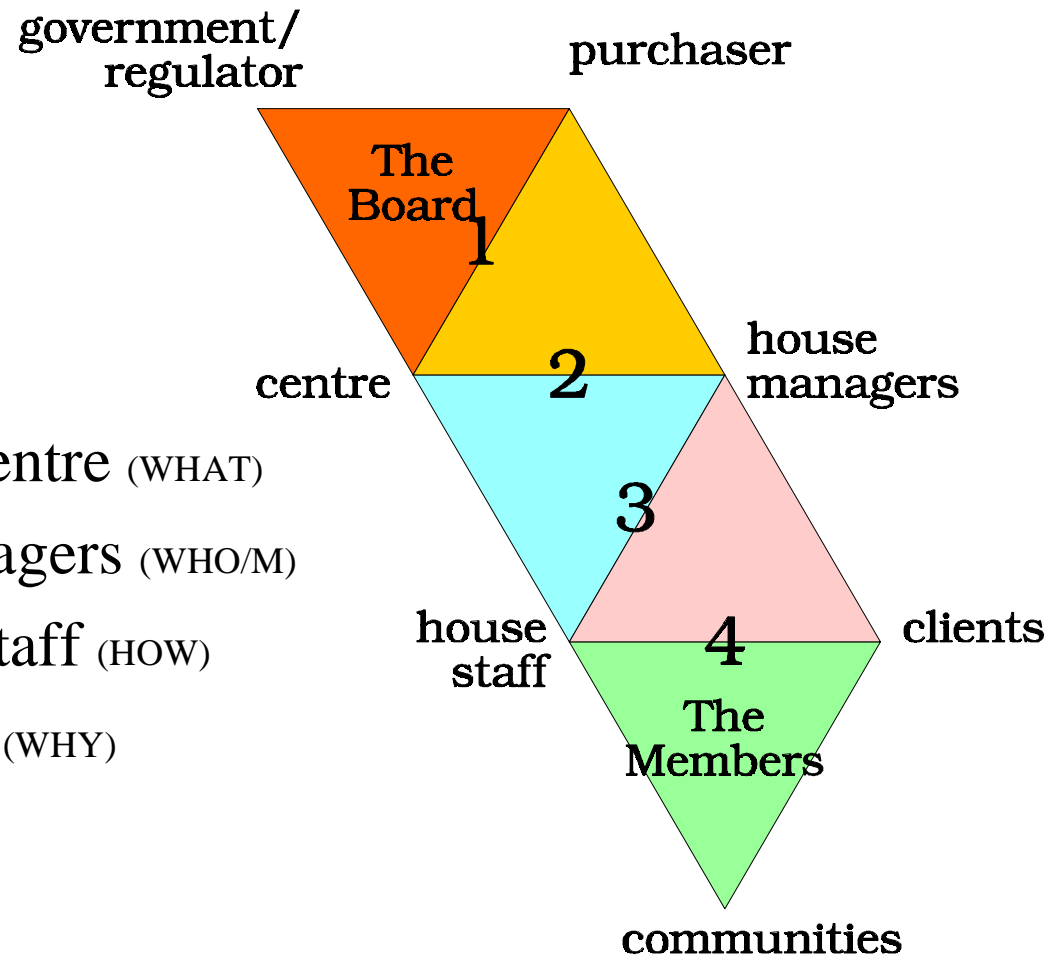 government/
regulator
purchaser
The
Board
1
centre
2
house
managers
entre (WHAT)
agers (WHO/M)
3
taff (HOW)
house
staff
4
clients
(WHY)
The
Members
communities